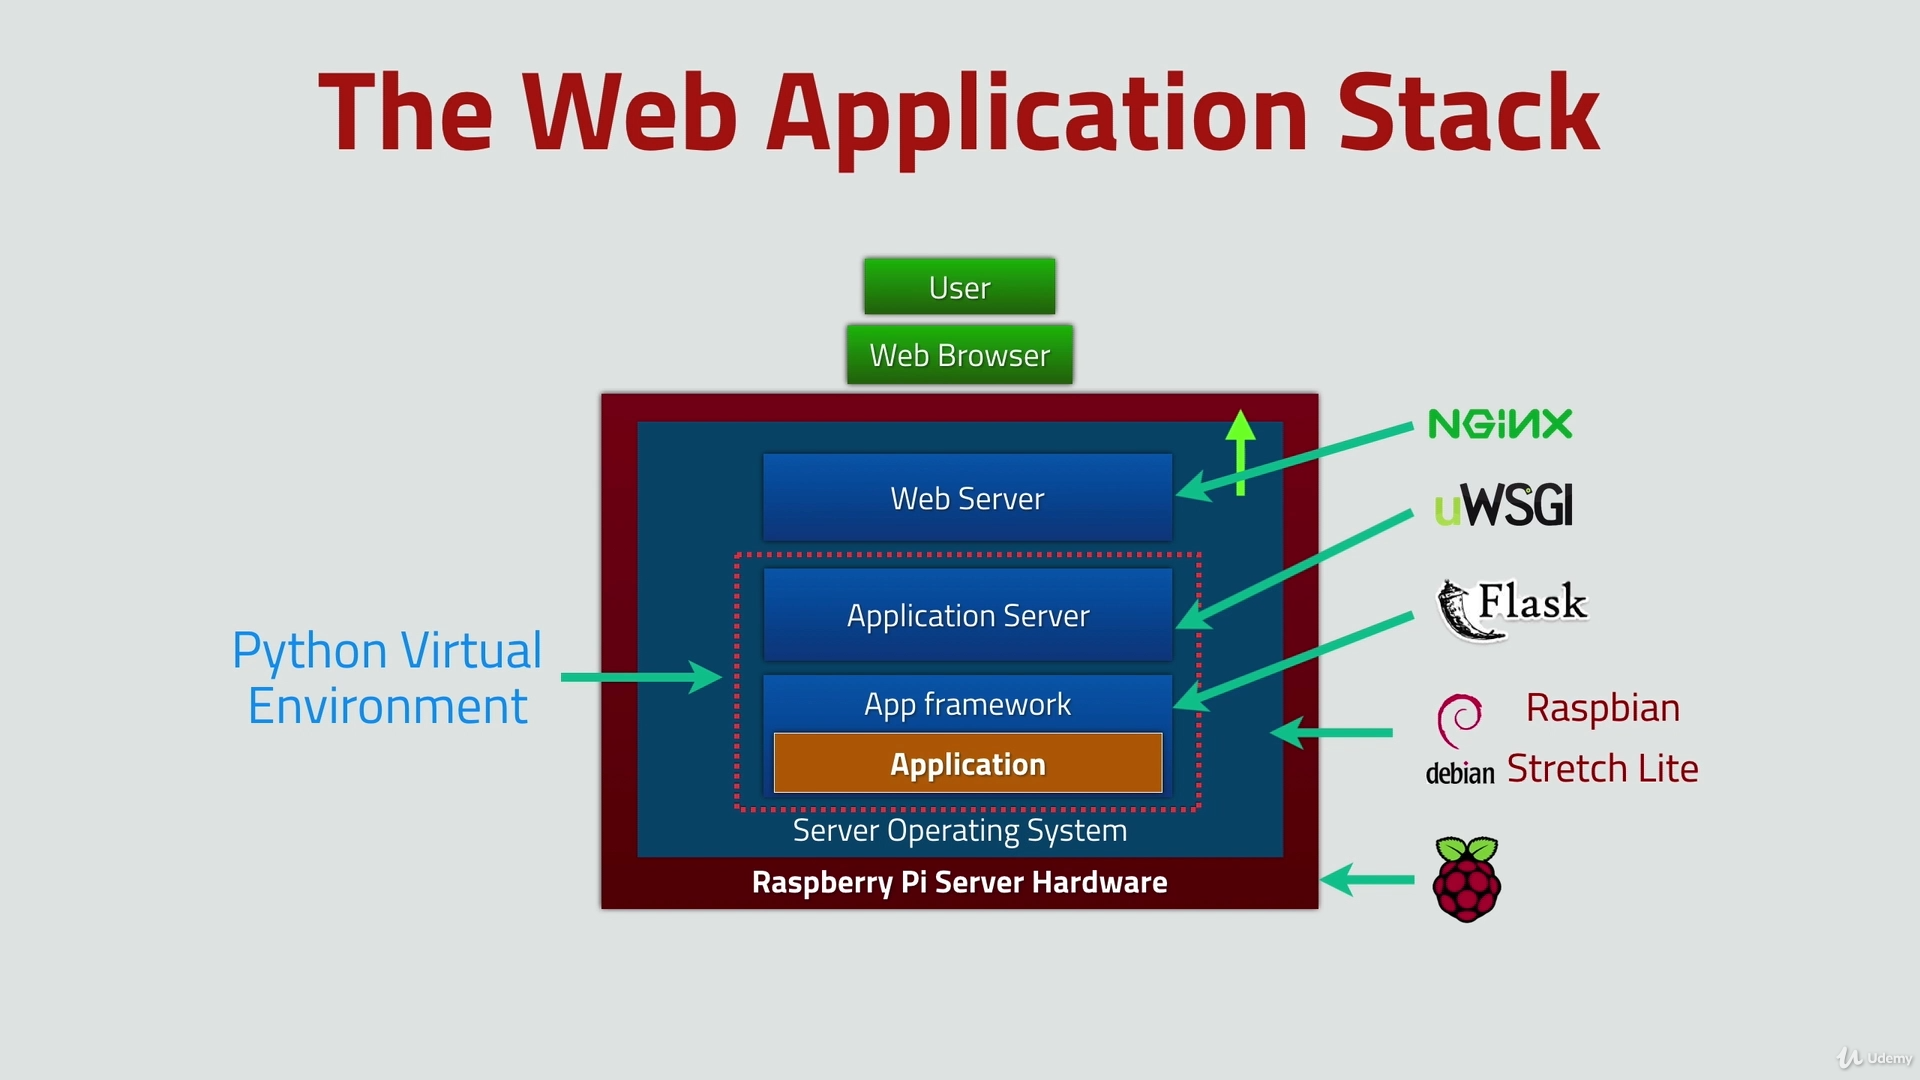 The Web Application Stack
User
Web Browser
NGiNX
Web Server
uWSGI
Flask
Application Server
Python Virtual
Environment
App framework
Raspbian
Application
debian Stretch Lite
Server Operating System
Raspberry Pi Server Hardware
Udemy